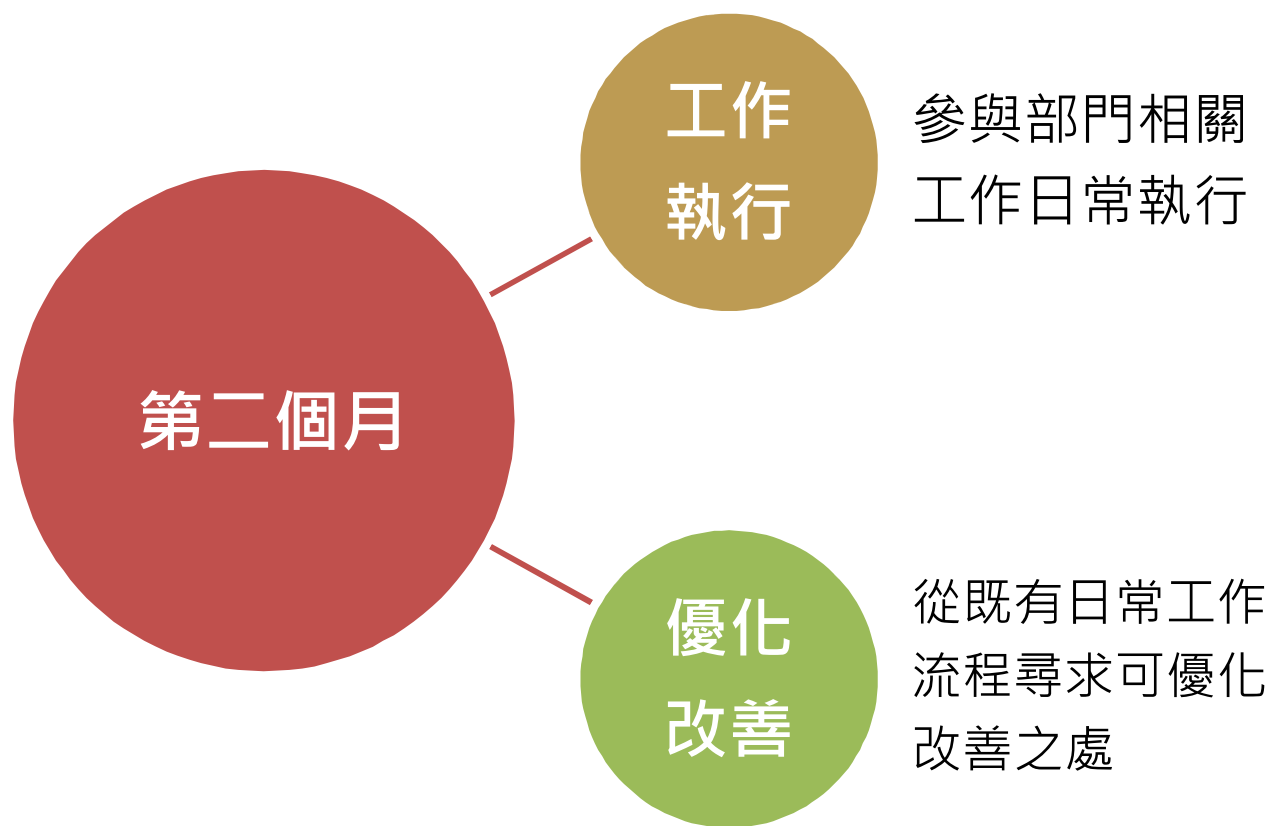 第二個月
工作
執行
參與部門相關
工作日常執行
優化
改善
從既有日常工作
流程尋求可優化
改善之處